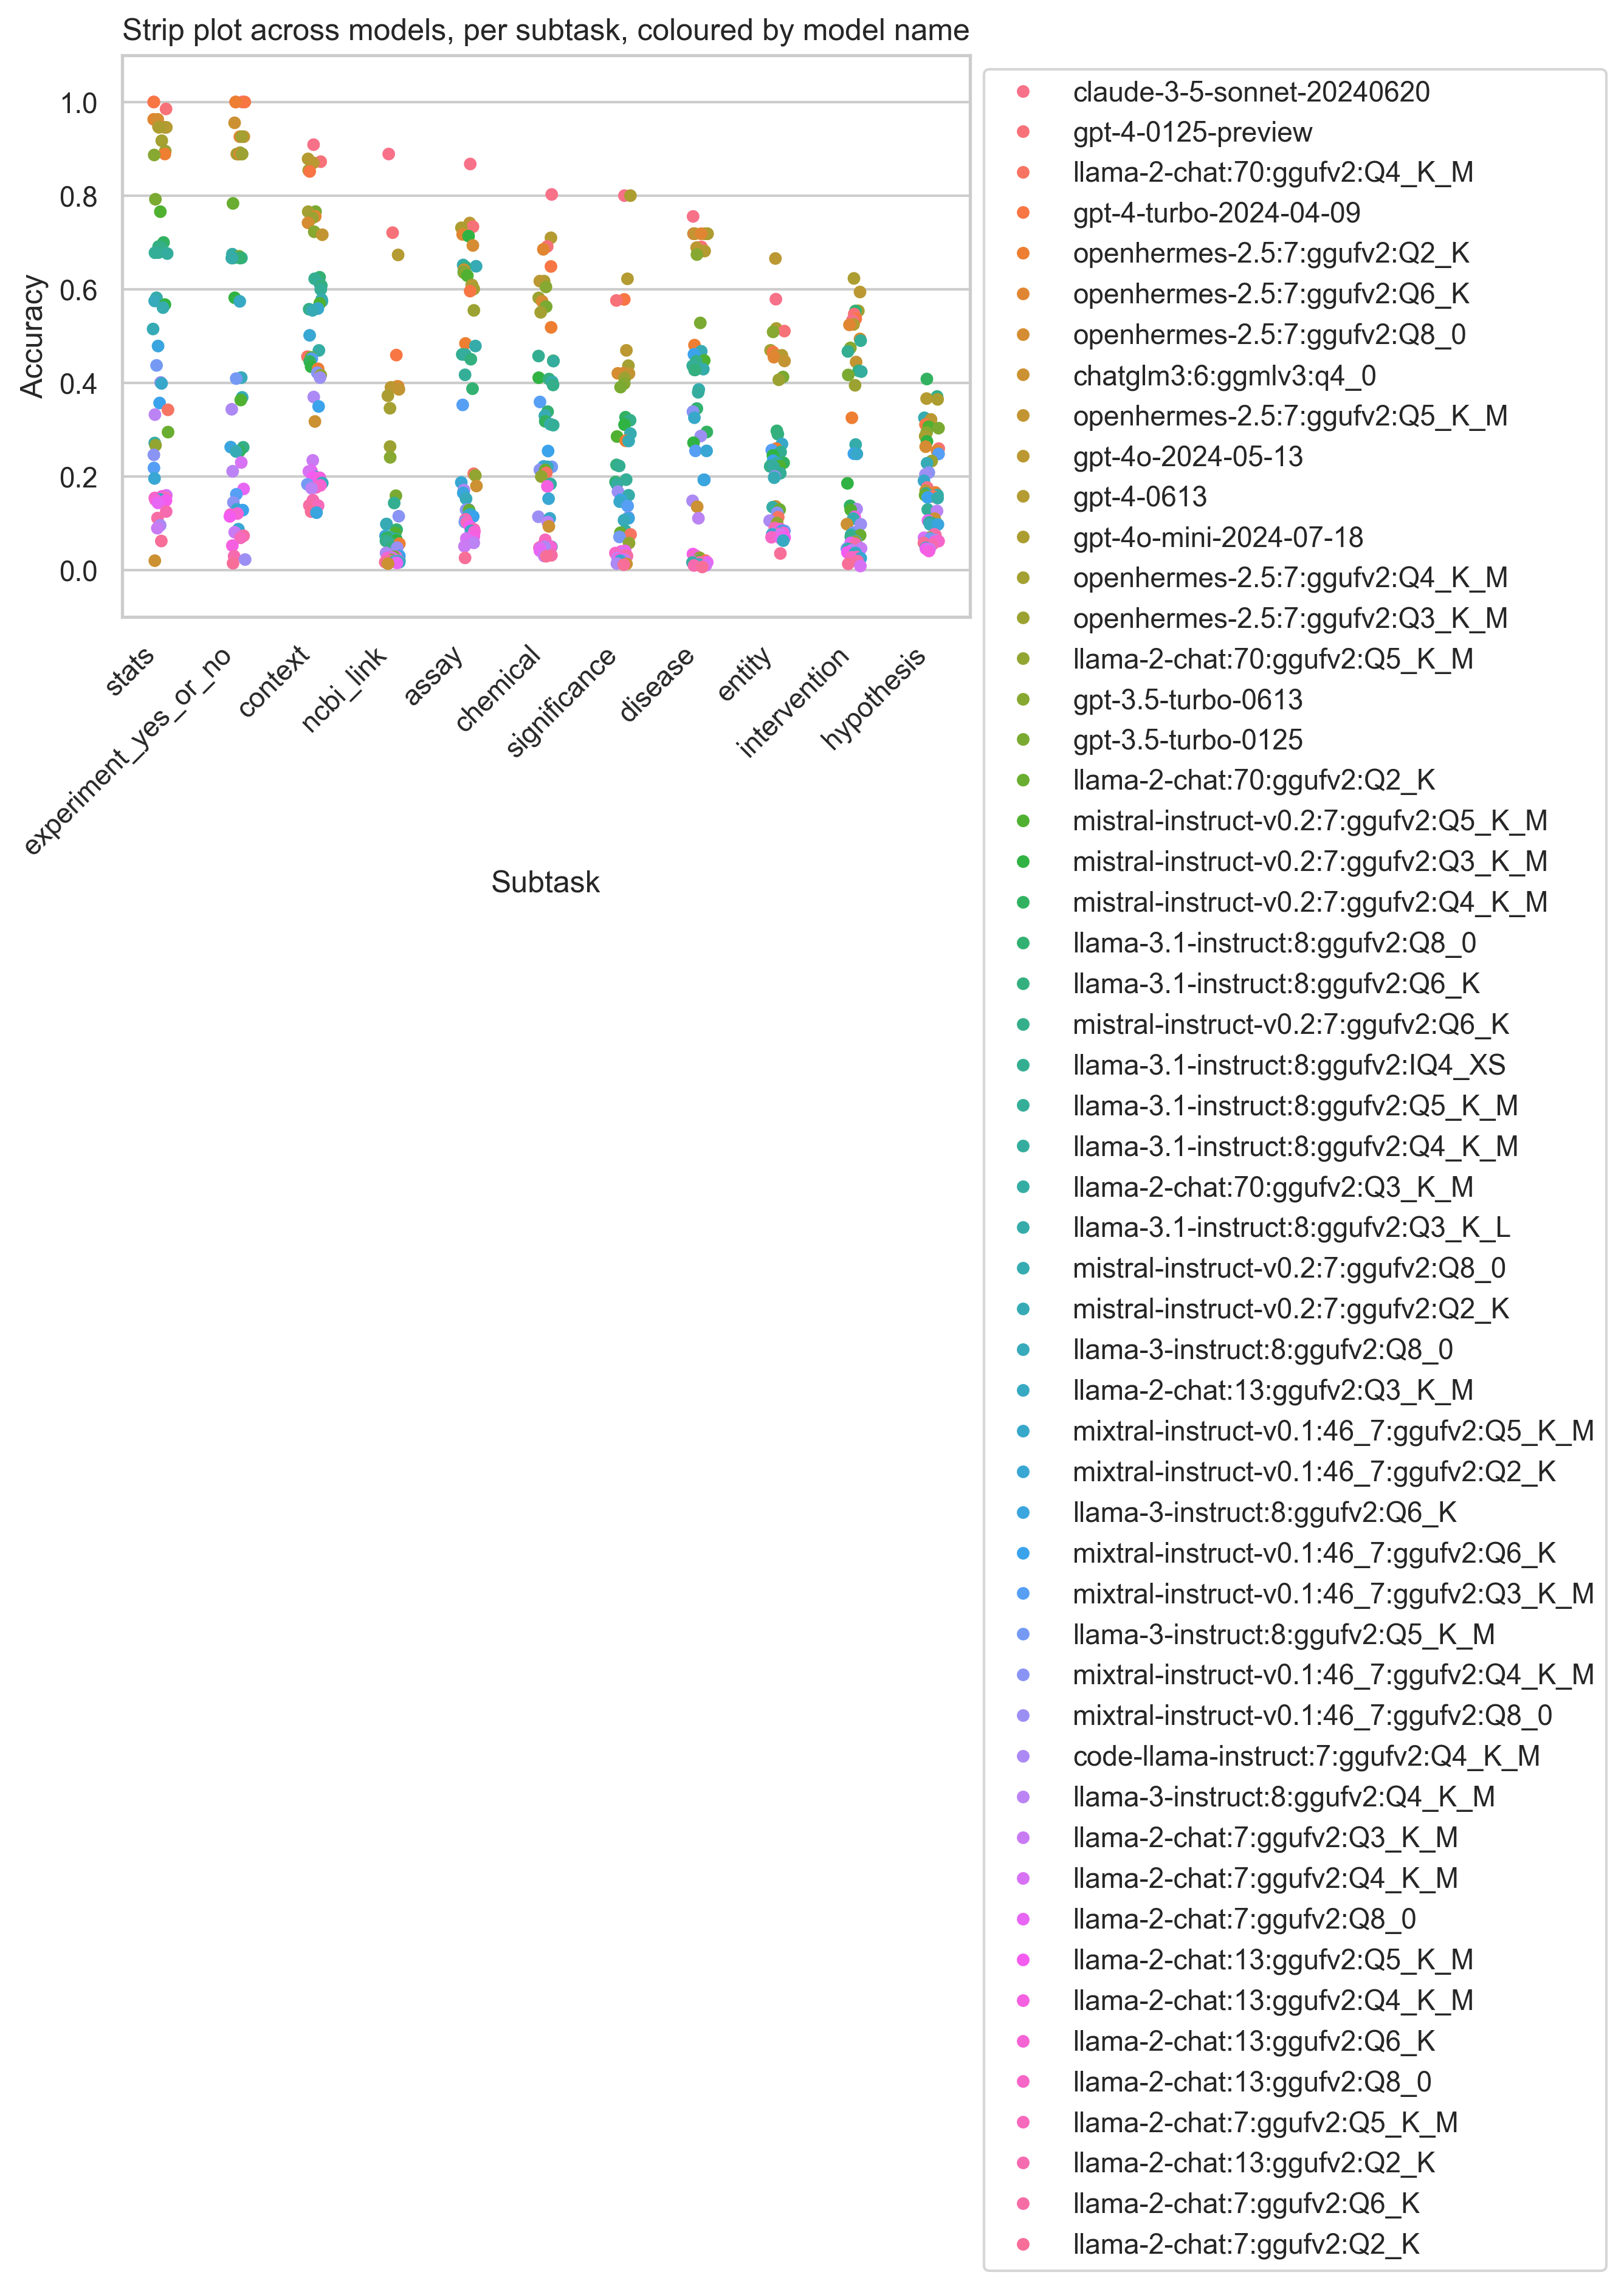 Strip plot across models, per subtask, coloured by model name
1.0
0.8
0.6
0.4
0.2
0.0
Accuracy
stats
experiment_yes_or_no
context
ncbi_link
assay
chemical
significance
disease
entity
intervention
hypothesis
Subtask
claude-3-5-sonnet-20240620
gpt-4-0125-preview
llama-2-chat:70:ggufv2:Q4_K_M
gpt-4-turbo-2024-04-09
openhermes-2.5:7:ggufv2:Q2_K
openhermes-2.5:7:ggufv2:Q6_K
openhermes-2.5:7:ggufv2:Q8_0
chatglm3:6:ggmlv3:q4_0
openhermes-2.5:7:ggufv2:Q5_K_M
gpt-4o-2024-05-13
gpt-4-0613
gpt-4o-mini-2024-07-18
openhermes-2.5:7:ggufv2:Q4_K_M
openhermes-2.5:7:ggufv2:Q3_K_M
llama-2-chat:70:ggufv2:Q5_K_M
gpt-3.5-turbo-0613
gpt-3.5-turbo-0125
llama-2-chat:70:ggufv2:Q2_K
mistral-instruct-v0.2:7:ggufv2:Q5_K_M
mistral-instruct-v0.2:7:ggufv2:Q3_K_M
mistral-instruct-v0.2:7:ggufv2:Q4_K_M
llama-3.1-instruct:8:ggufv2:Q8_0
llama-3.1-instruct:8:ggufv2:Q6_K
mistral-instruct-v0.2:7:ggufv2:Q6_K
llama-3.1-instruct:8:ggufv2:IQ4_XS
llama-3.1-instruct:8:ggufv2:Q5_K_M
llama-3.1-instruct:8:ggufv2:Q4_K_M
llama-2-chat:70:ggufv2:Q3_K_M
llama-3.1-instruct:8:ggufv2:Q3_K_L
mistral-instruct-v0.2:7:ggufv2:Q8_0
mistral-instruct-v0.2:7:ggufv2:Q2_K
llama-3-instruct:8:ggufv2:Q8_0
llama-2-chat:13:ggufv2:Q3_K_M
mixtral-instruct-v0.1:46_7:ggufv2:Q5_K_M
mixtral-instruct-v0.1:46_7:ggufv2:Q2_K
llama-3-instruct:8:ggufv2:Q6_K
mixtral-instruct-v0.1:46_7:ggufv2:Q6_K
mixtral-instruct-v0.1:46_7:ggufv2:Q3_K_M
llama-3-instruct:8:ggufv2:Q5_K_M
mixtral-instruct-v0.1:46_7:ggufv2:Q4_K_M
mixtral-instruct-v0.1:46_7:ggufv2:Q8_0
code-llama-instruct:7:ggufv2:Q4_K_M
llama-3-instruct:8:ggufv2:Q4_K_M
llama-2-chat:7:ggufv2:Q3_K_M
llama-2-chat:7:ggufv2:Q4_K_M
llama-2-chat:7:ggufv2:Q8_0
llama-2-chat:13:ggufv2:Q5_K_M
llama-2-chat:13:ggufv2:Q4_K_M
llama-2-chat:13:ggufv2:Q6_K
llama-2-chat:13:ggufv2:Q8_0
llama-2-chat:7:ggufv2:Q5_K_M
llama-2-chat:13:ggufv2:Q2_K
llama-2-chat:7:ggufv2:Q6_K
llama-2-chat:7:ggufv2:Q2_K